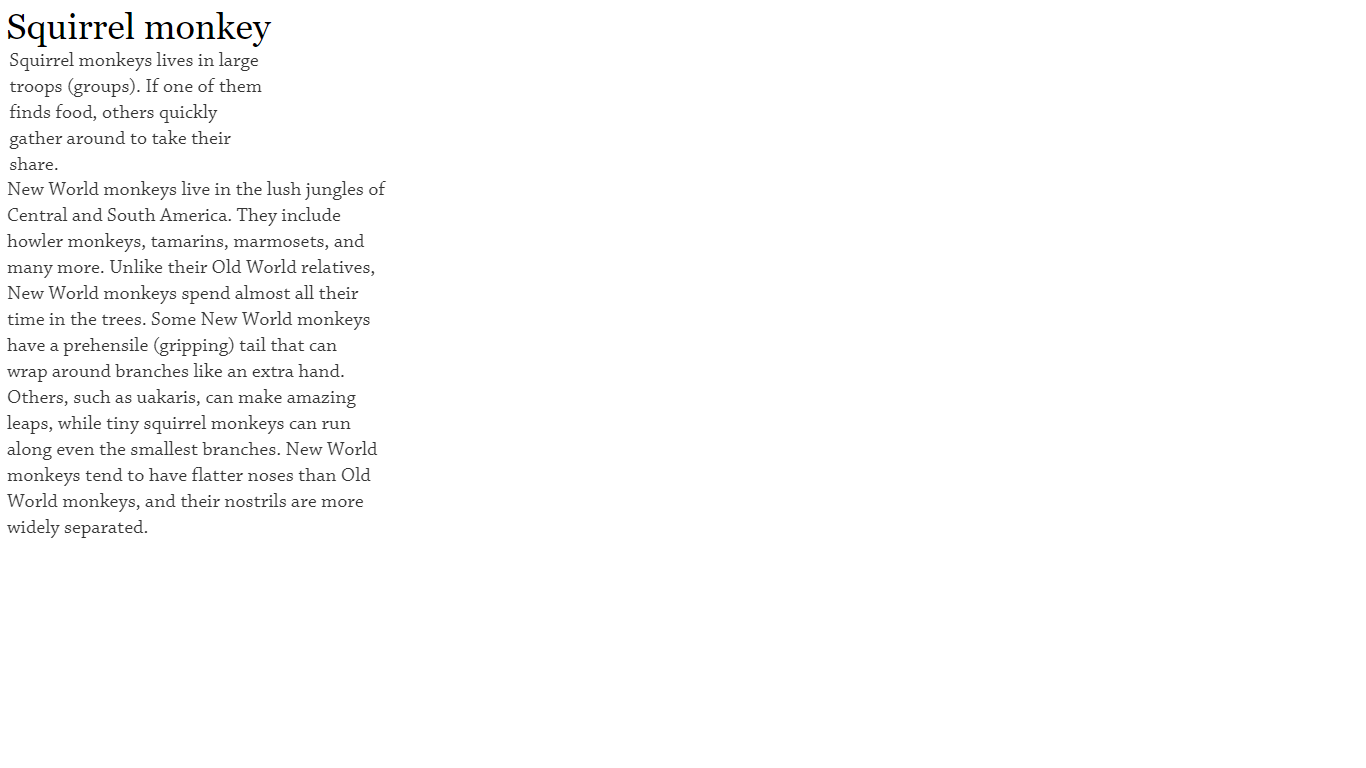 Squirrel monkey
Squirrel monkeys lives in large
troops (groups). If one of them
finds food, others quickly
gather around to take their
share.
New World monkeys live in the lush jungles of
Central and South America. They include
howler monkeys, tamarins, marmosets, and
many more. Unlike their Old World relatives,
New World monkeys spend almost all their
time in the trees. Some New World monkeys
have a prehensile (gripping) tail that can
wrap around branches like an extra hand.
Others, such as uakaris, can make amazing
leaps, while tiny squirrel monkeys can run
along even the smallest branches. New World
monkeys tend to have flatter noses than Old
World monkeys, and their nostrils are more
widely separated.